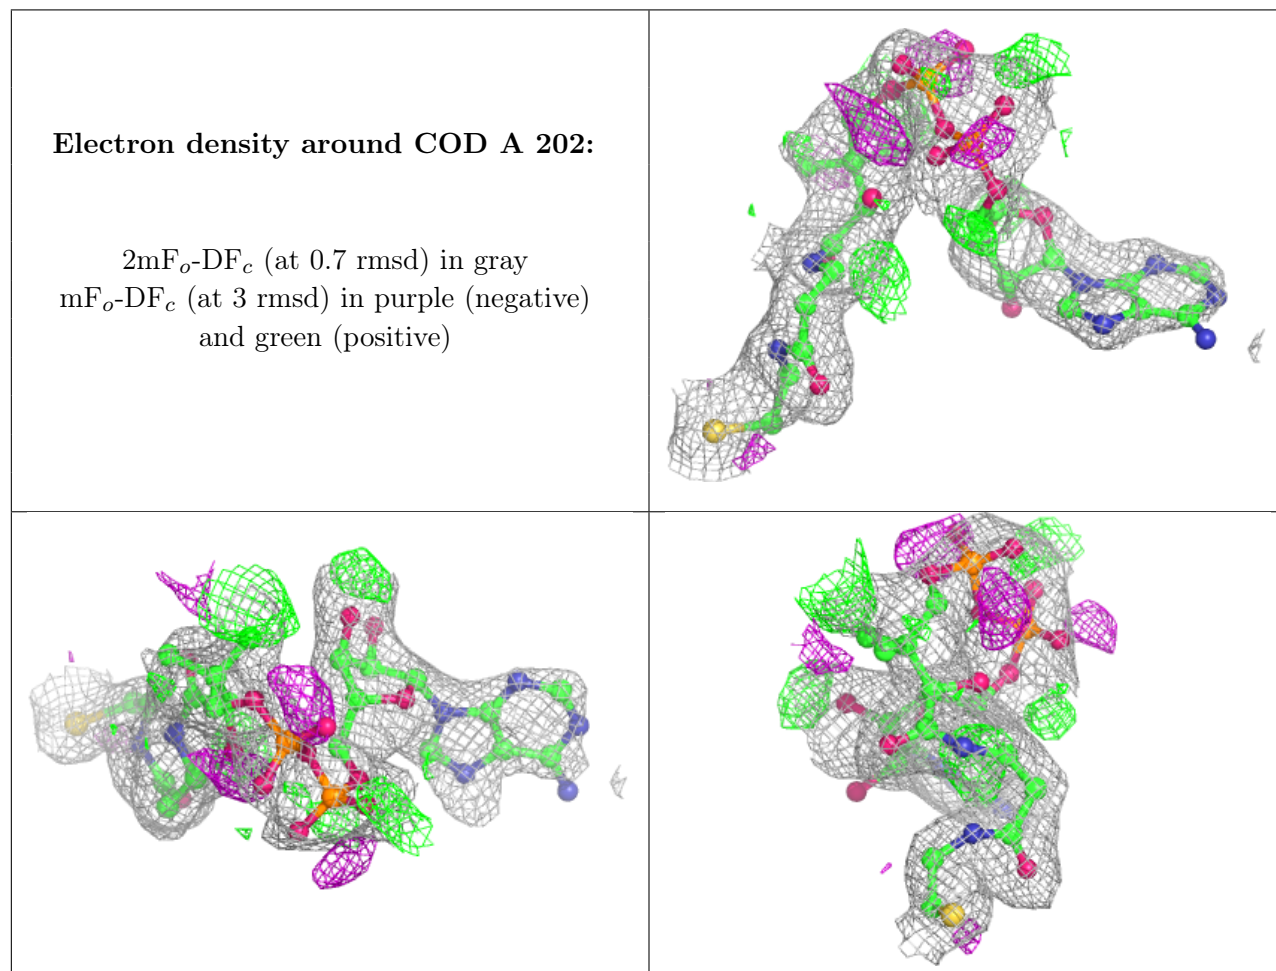 Electron density around COD A 202:
2mFo-DFc (at 0.7 rmsd) in gray
mFo-DFc (at 3 rmsd) in purple (negative)
and green (positive)